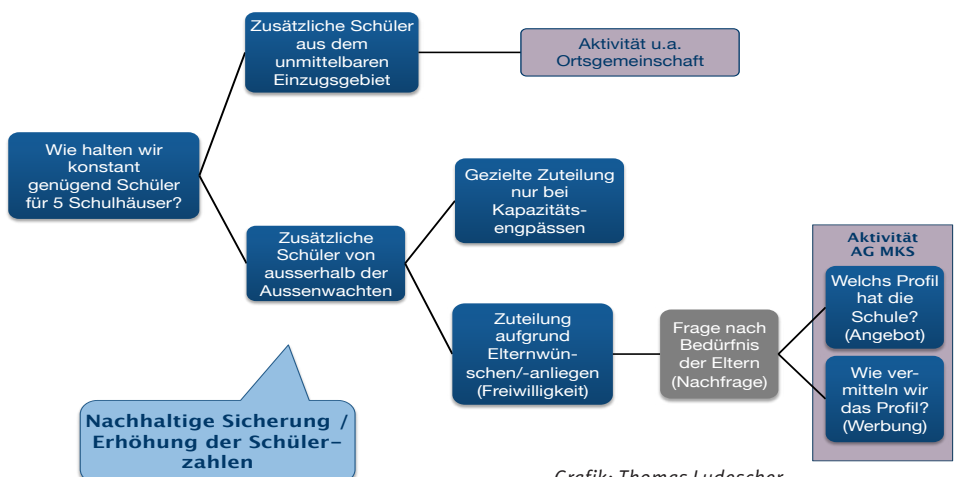 Zusätzliche Schüler
aus dem
unmittelbaren
Einzugsgebiet
Aktivität u.a.
Ortsgemeinschaft
Wie halten wir
konstant
genügend Schüler
für 5 Schulhäuser?
Gezielte Zuteilung
nur bei
Kapazitäts-
engpässen
Zusätzliche
Schüler von
ausserhalb der
Aussenwachten
Zuteilung
aufgrund
Elternwün-
schen/-anliegen
(Freiwilligkeit)
Frage nach
Bedürfnis
der Eltern
(Nachfrage)
Aktivität
AG MKS
Welchs Profil
hat die
Schule?
(Angebot)
Wie ver-
mitteln wir
das Profil?
(Werbung)
Nachhaltige Sicherung /
Erhöhung der Schüler-
zahlen
Grafik: Thomas Ludescher